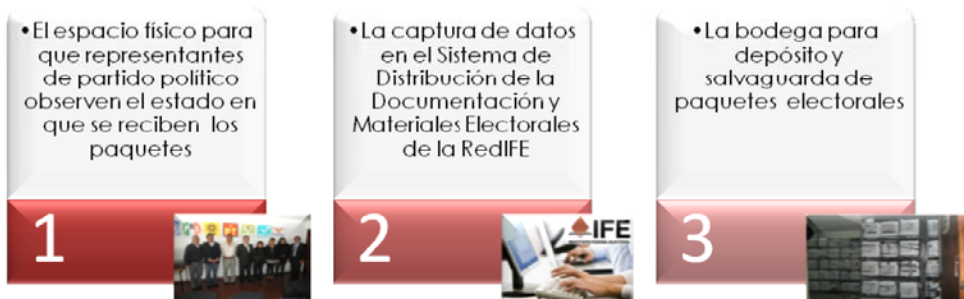 •El espacio físico para
que representantes
de partido político
observen el estado en
que se reciben los
paquetes
•La captura de datos
en el Sistema de
Distribución de la
Documentación y
Materiales Electorales
de la RedIFE
•La bodega para
depósito y
salvaguarda de
paquetes electorales
1
2
IFE
3